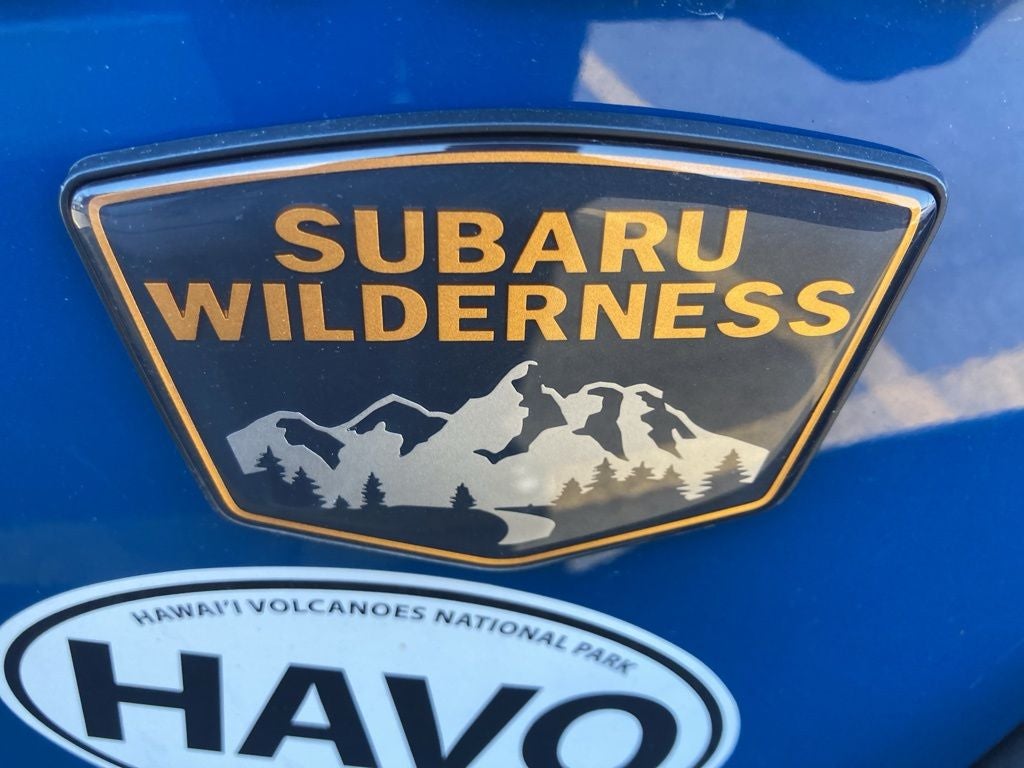 SUBARU
WILDERNESS
HAWAI'I VOLCANOES NATIONAL PARK
HAVO